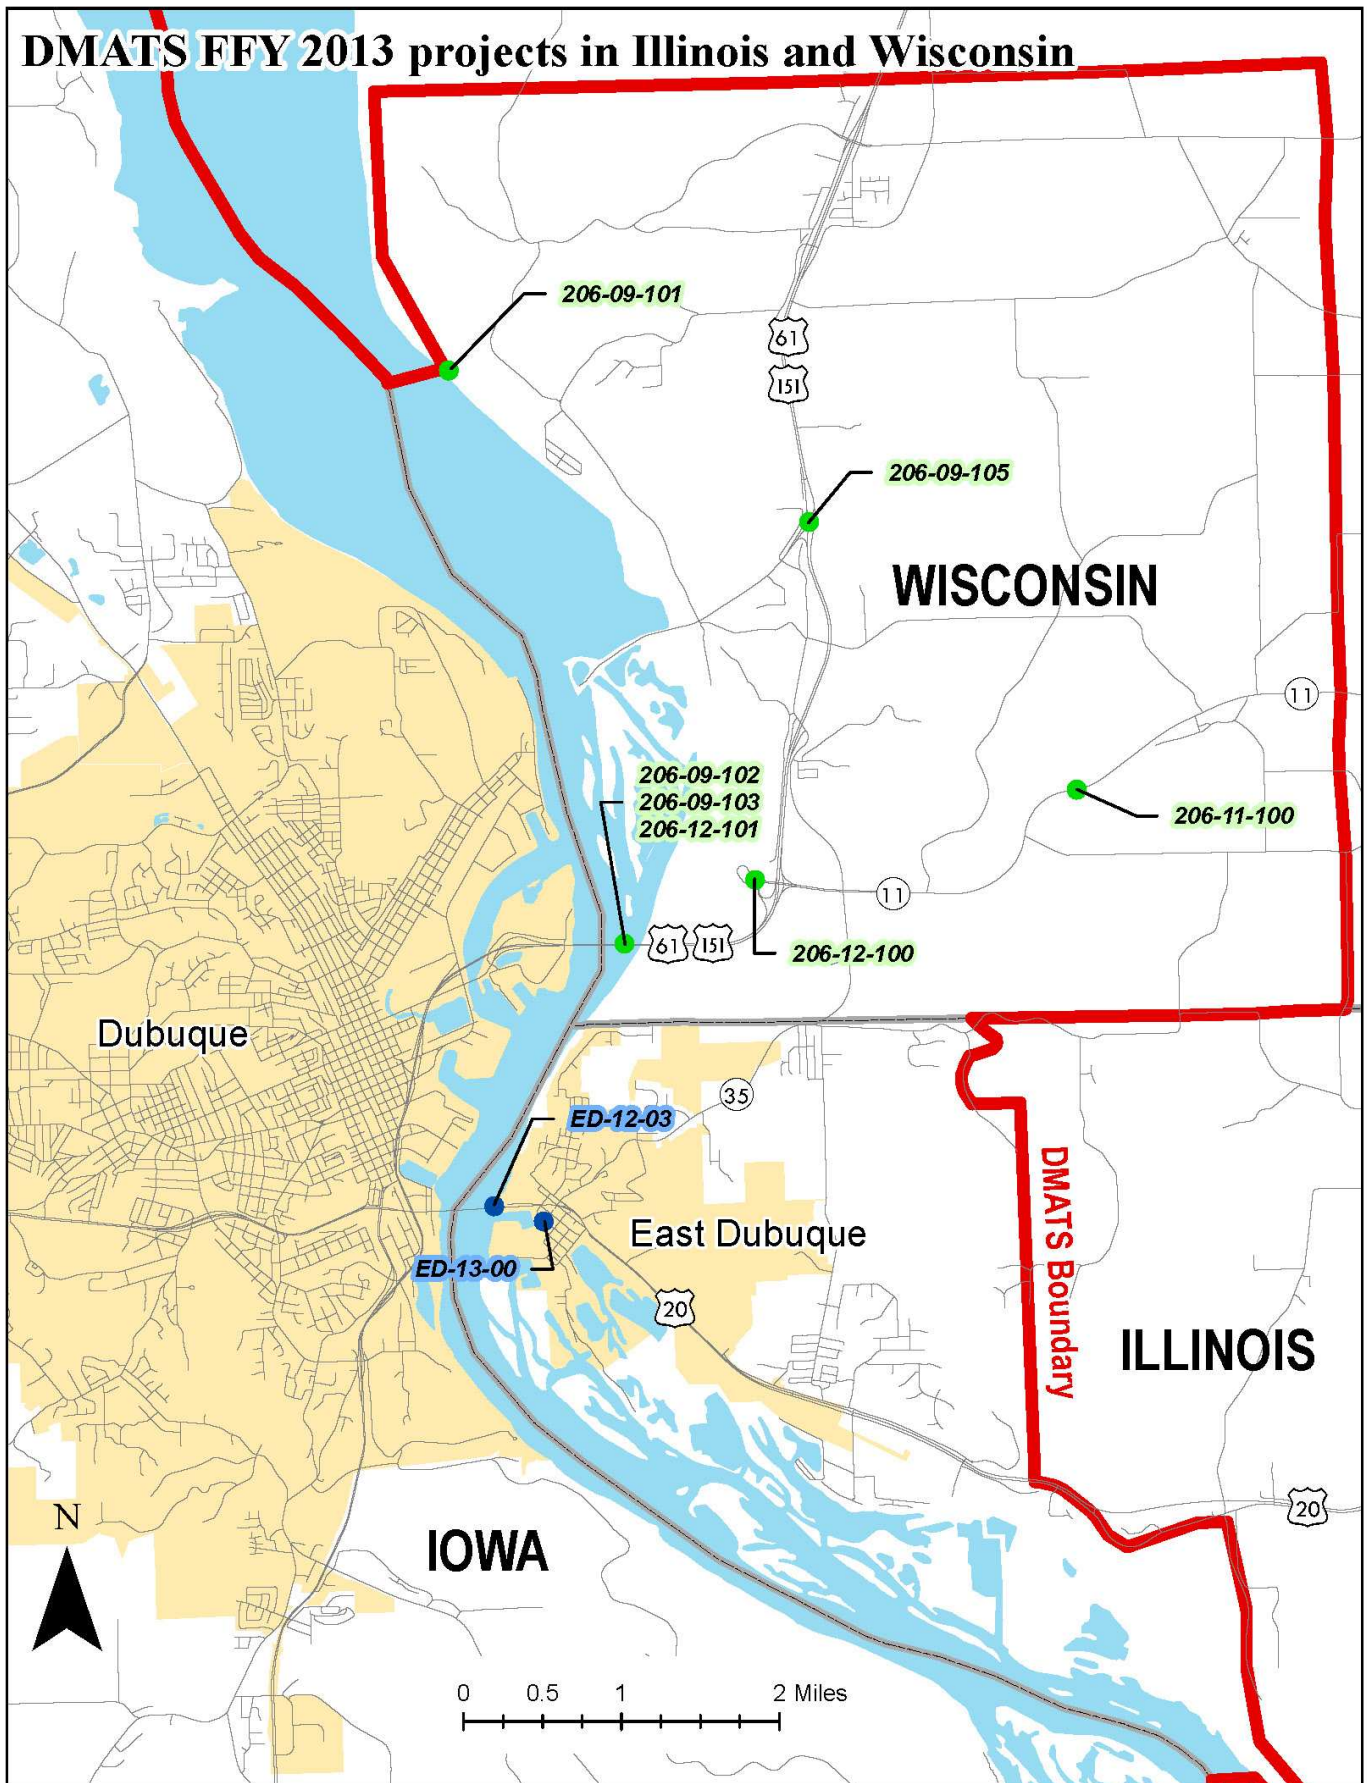 DMATS FFY 2013 projects in Illinois and Wisconsin
206-09-101
61
151
206-09-105
WISCONSIN
11
206-09-102
206-09-103
206-12-101
206-11-100
11
61 151
206-12-100
Dubuque
35
ED-12-03
DMATS Boundary
East Dubuque
ED-13-00
20
ILLINOIS
20
N
IOWA
0 0.5 1 2 Miles